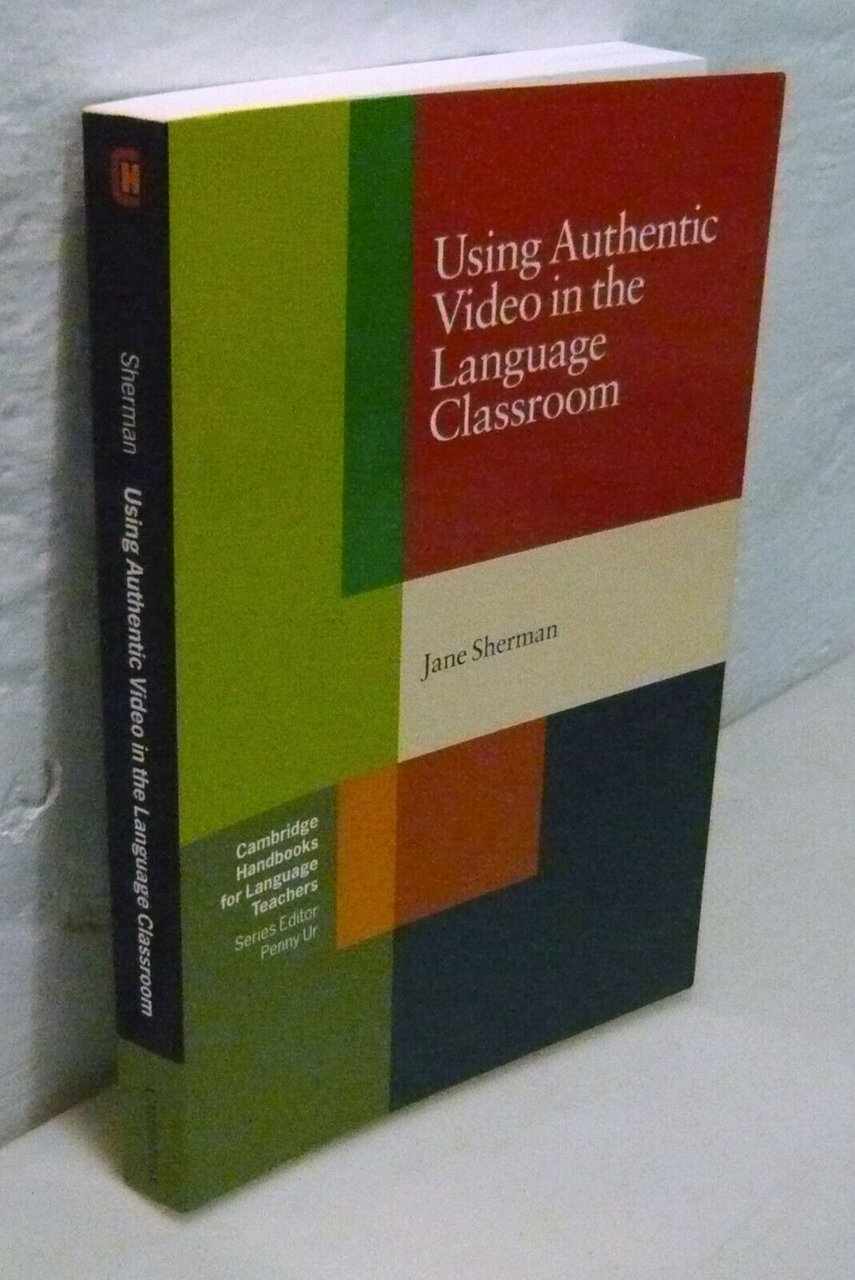 Using Authentic
Video in the
Language
Classroom
Jane Sherman
Cambridge
Handbooks
for Language
Teachers
Series Editor
Penny Ur
Sherman Using Authentic Video in the Language Classroom